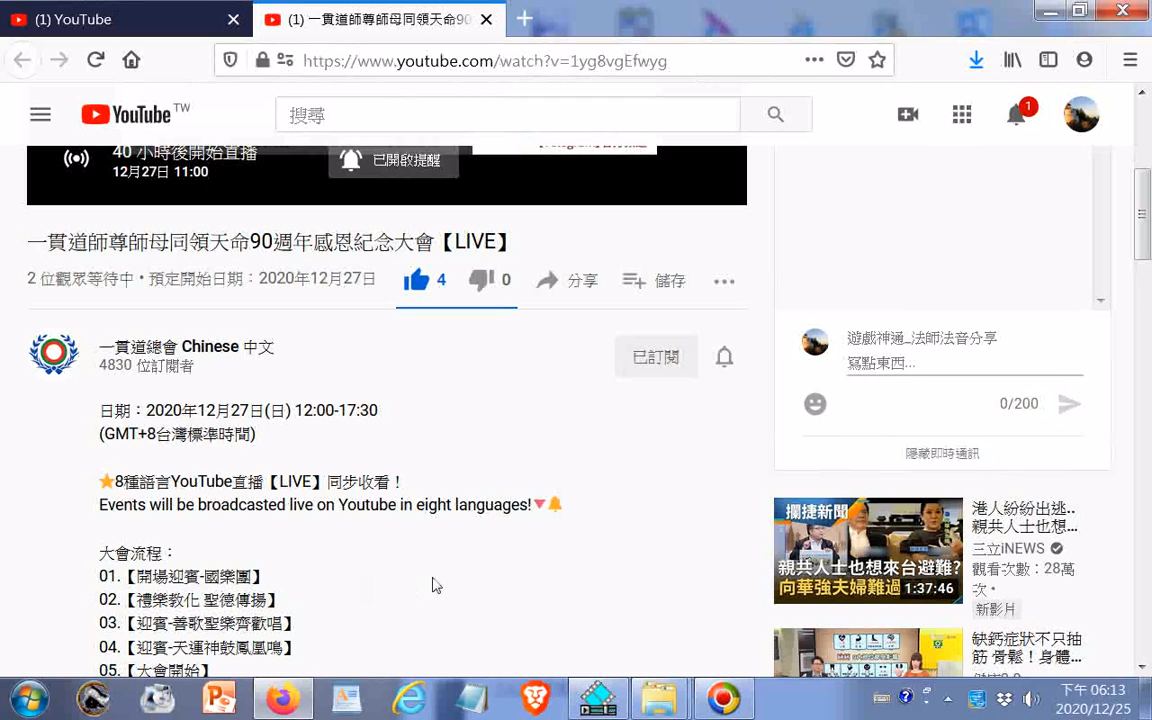 (1) YouTube
(1) 一貫道師尊師母同領天命90
https://www.youtube.com/watch?v=1yg8vgEfwyg
YouTube TW
搜尋
1
40 小時後開始直播
12月27日 11:00
已開啟提醒
一貫道師尊師母同領天命90週年感恩紀念大會【LIVE】
2 位觀眾等待中 • 預定開始日期：2020年12月27日
4
0
分享
儲存
一貫道總會 Chinese 中文
4830 位訂閱者
已訂閱
日期：2020年12月27日(日) 12:00-17:30
(GMT+8台灣標準時間)
8種語言YouTube直播【LIVE】同步收看！
Events will be broadcasted live on Youtube in eight languages!
大會流程：
01.【開場迎賓-國樂團】
02.【禮樂教化 聖德傳揚】
03.【迎賓-善歌聖樂齊歡唱】
04.【迎賓-天運神鼓鳳凰鳴】
05.【大會開始】
遊戲神通_法師法音分享
寫點東西...
0/200
隱藏即時通訊
攔捷新聞
親共人士也想來台避難?
向華強夫婦難過
1:37:46
港人紛紛出逃..
親共人士也想...
三立iNEWS
觀看次數：28萬
次 •
新影片
缺鈣症狀不只抽
筋 骨鬆！身體...
下午 06:13
2020/12/25